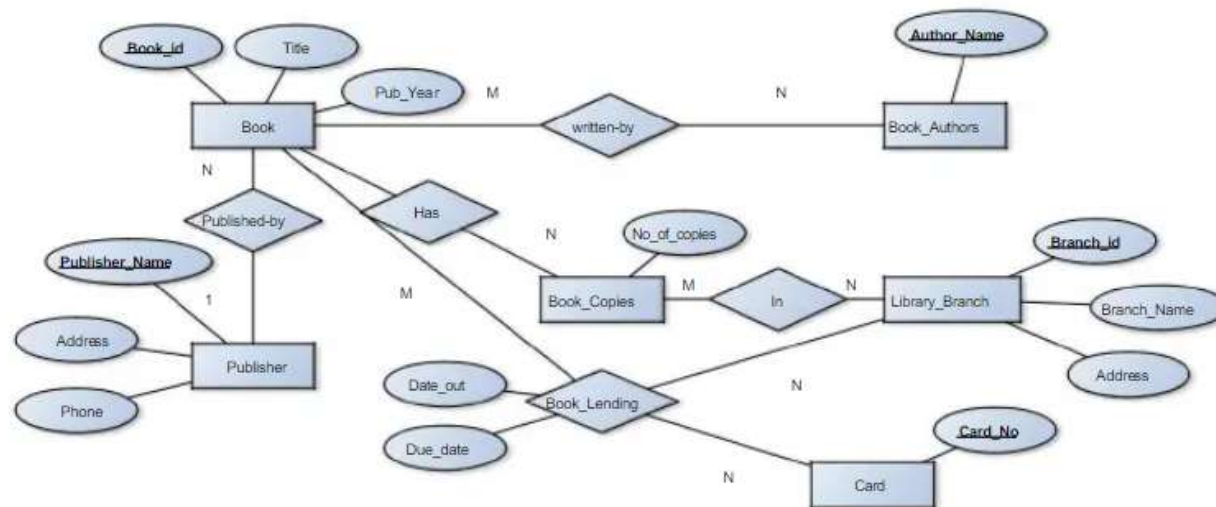 Author_Name
Book_id
Title
Pub_Year
M
N
Book
written-by
Book_Authors
N
Published-by
Has
No_of_copies
Branch_id
Publisher_Name
N
1
M
Book_Copies
M
In
N
Library_Branch
Branch_Name
Address
Publisher
Date_out
Book_Lending
N
Address
Phone
Due_date
Card_No
N
Card